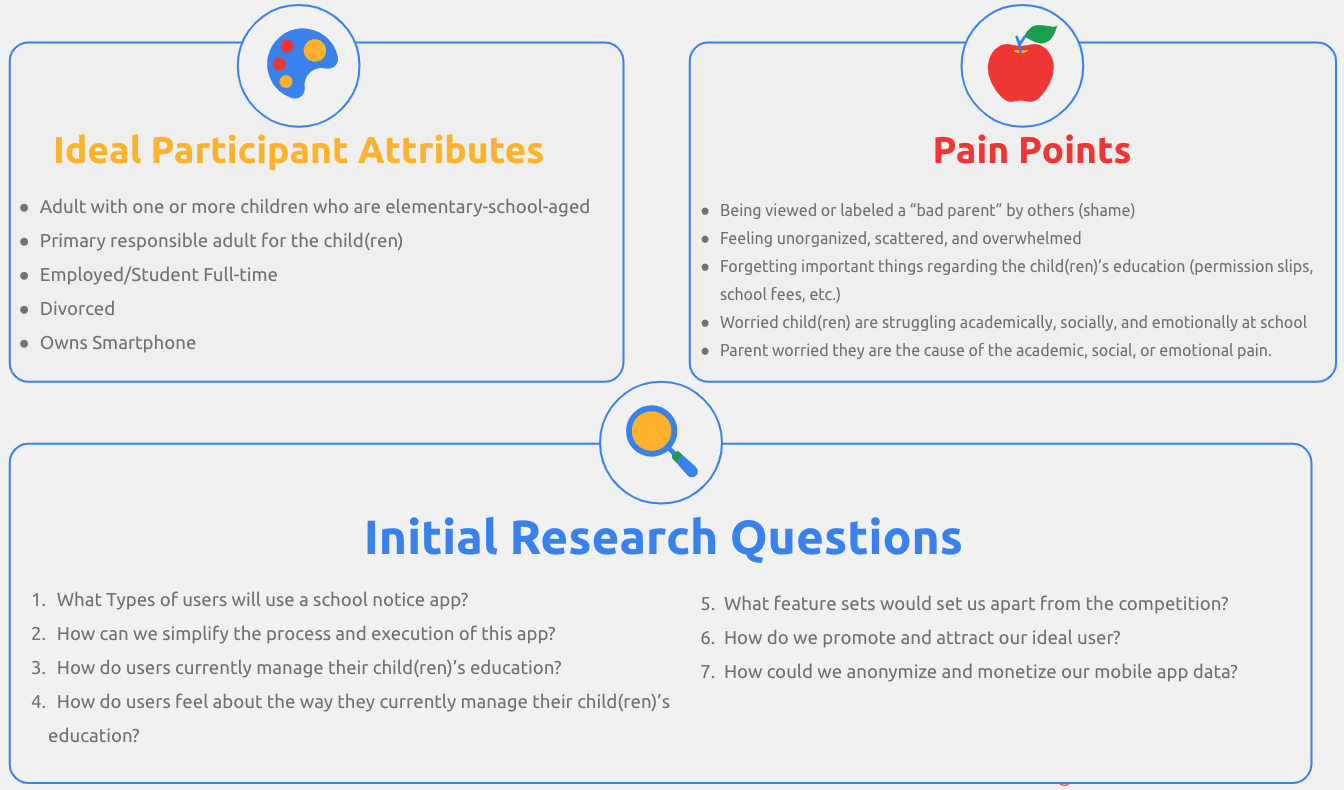 Ideal Participant Attributes
● Adult with one or more children who are elementary-school-aged
● Primary responsible adult for the child(ren)
● Employed/Student Full-time
● Divorced
● Owns Smartphone
Pain Points
● Being viewed or labeled a “bad parent” by others (shame)
● Feeling unorganized, scattered, and overwhelmed
● Forgetting important things regarding the child(ren)’s education (permission slips,
school fees, etc.)
● Worried child(ren) are struggling academically, socially, and emotionally at school
● Parent worried they are the cause of the academic, social, or emotional pain.
Initial Research Questions
1. What Types of users will use a school notice app?
2. How can we simplify the process and execution of this app?
3. How do users currently manage their child(ren)’s education?
4. How do users feel about the way they currently manage their child(ren)’s
education?
5. What feature sets would set us apart from the competition?
6. How do we promote and attract our ideal user?
7. How could we anonymize and monetize our mobile app data?